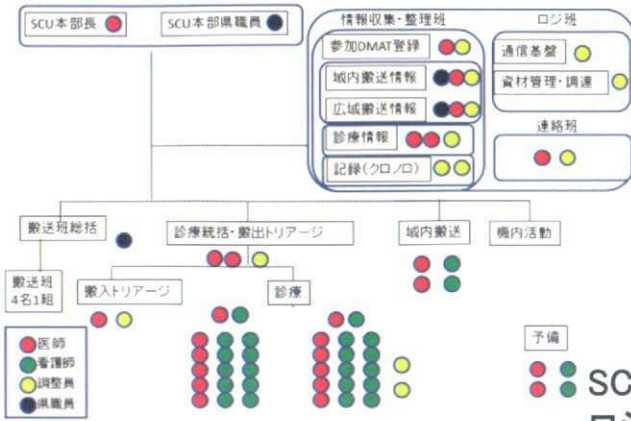 SCU本部長
SCU本部県職員
情報収集・整理班
参加DMAT登録
域内搬送情報
広域搬送情報
診療情報
記録(クロノロ)
ロジ班
通信基盤
資材管理・調達
連絡班
搬送班総括
診療統括・搬出トリアージ
域内搬送
機内活動
搬送班
4名1組
搬入トリアージ
診療
医師
看護師
調整員
県職員
予備
SC